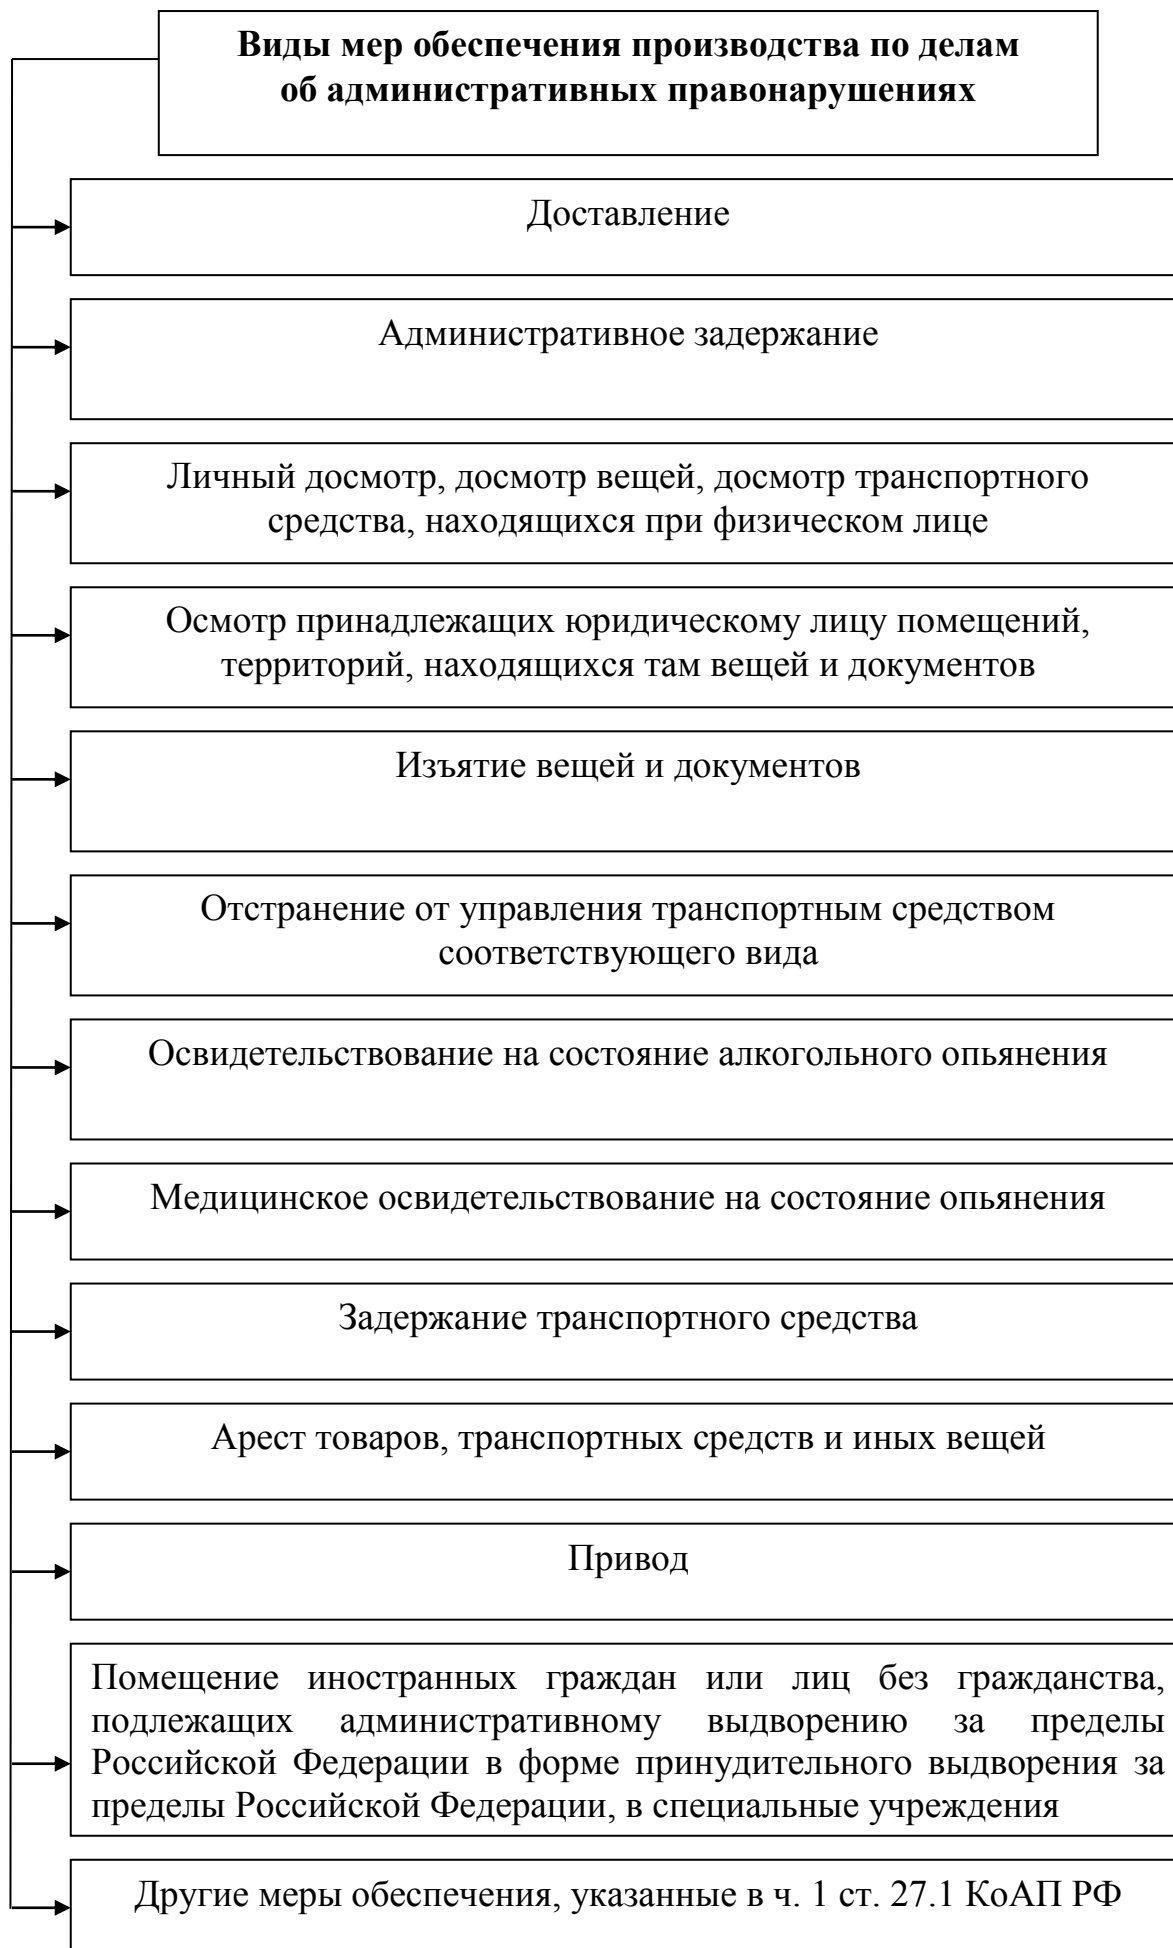 Виды мер обеспечения производства по делам
об административных правонарушениях
Доставление
Административное задержание
Личный досмотр, досмотр вещей, досмотр транспортного
средства, находящихся при физическом лице
Осмотр принадлежащих юридическому лицу помещений,
территорий, находящихся там вещей и документов
Изъятие вещей и документов
Отстранение от управления транспортным средством
соответствующего вида
Освидетельствование на состояние алкогольного опьянения
Медицинское освидетельствование на состояние опьянения
Задержание транспортного средства
Арест товаров, транспортных средств и иных вещей
Привод
Помещение иностранных граждан или лиц без гражданства,
подлежащих административному выдворению за пределы
Российской Федерации в форме принудительного выдворения за
пределы Российской Федерации, в специальные учреждения
Другие меры обеспечения, указанные в ч. 1 ст. 27.1 КоАП РФ